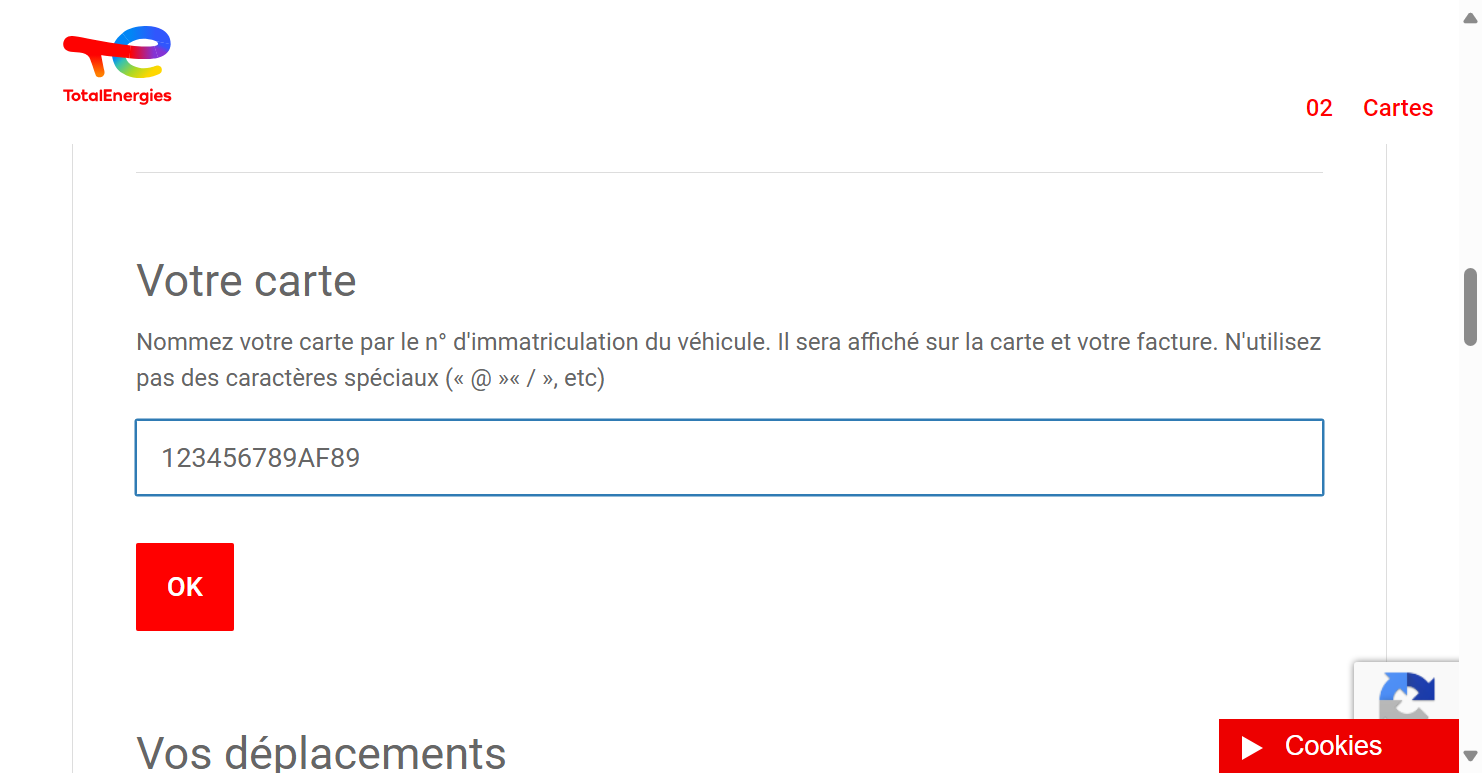 TotalEnergies
02 Cartes
Votre carte
Nommez votre carte par le n° d'immatriculation du véhicule. Il sera affiché sur la carte et votre facture. N'utilisez
pas des caractères spéciaux (« @ »« / », etc)
123456789AF89
OK
Vos déplacements
Cookies